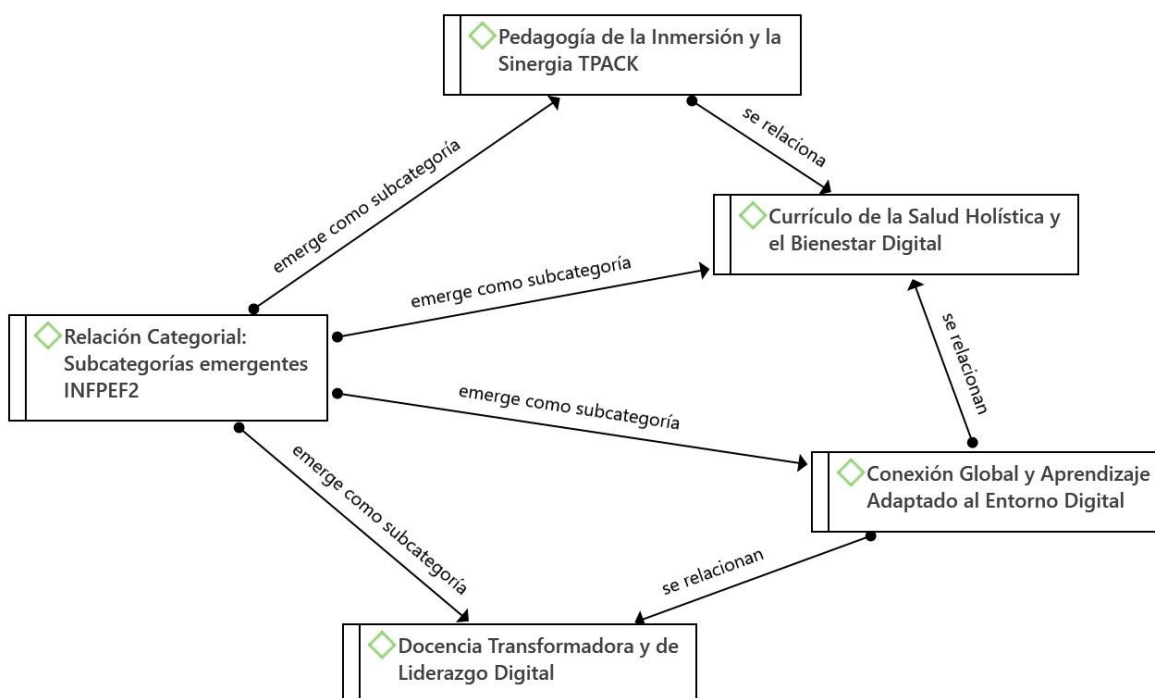 Pedagogía de la Inmersión y la
Sinergia TPACK
se relaciona
emerge como subcategoría
Currículo de la Salud Holística y
el Bienestar Digital
emerge como subcategoría
Relación Categorial:
Subcategorías emergentes
INFPEF2
se relacionan
emerge como subcategoría
emerge como subcategoría
Conexión Global y Aprendizaje
Adaptado al Entorno Digital
se relacionan
Docencia Transformadora y de
Liderazgo Digital